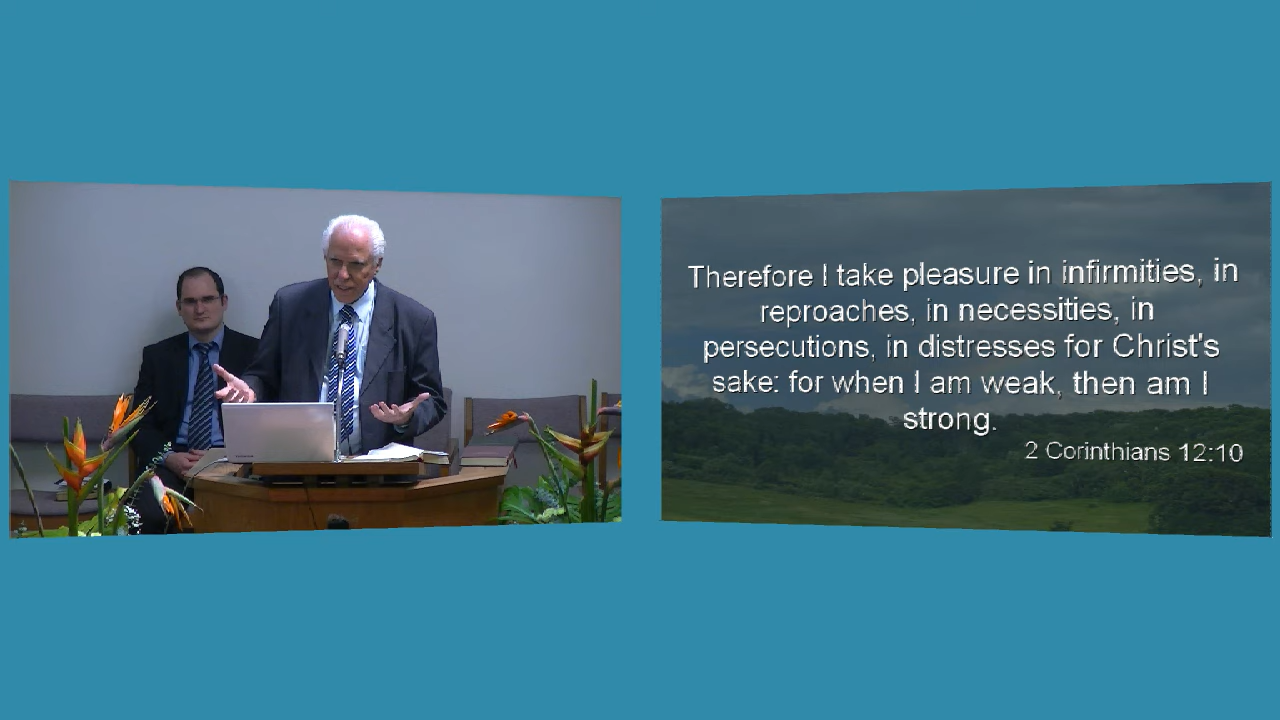 Therefore I take pleasure in infirmities, in
reproaches, in necessities, in
persecutions, in distresses for Christ's
sake: for when I am weak, then am I
strong.
2 Corinthians 12:10